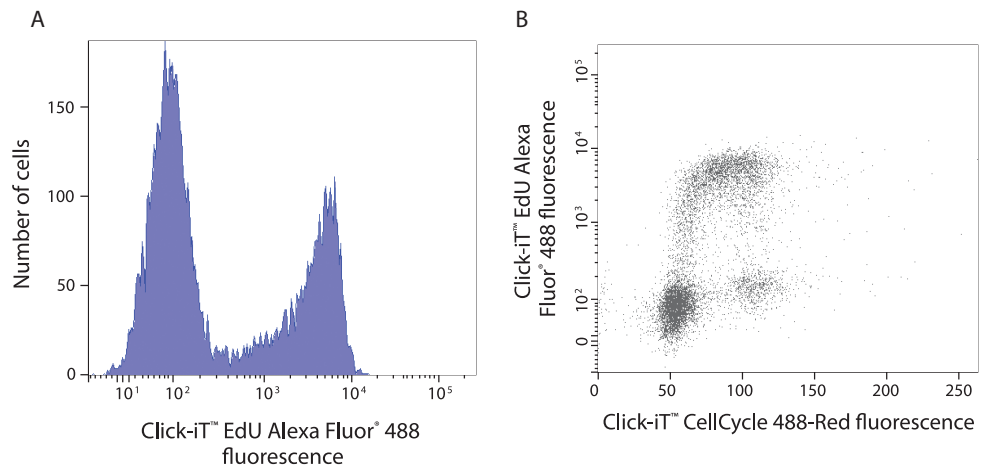 A
Number of cells
150
100
50
0
10¹ 10² 10³ 10⁴ 10⁵
Click-iT™ EdU Alexa Fluor® 488
fluorescence
B
Click-iT™ EdU Alexa
Fluor® 488 fluorescence
10⁵
10⁴
10³
10²
0
0 50 100 150 200 250
Click-iT™ CellCycle 488-Red fluorescence